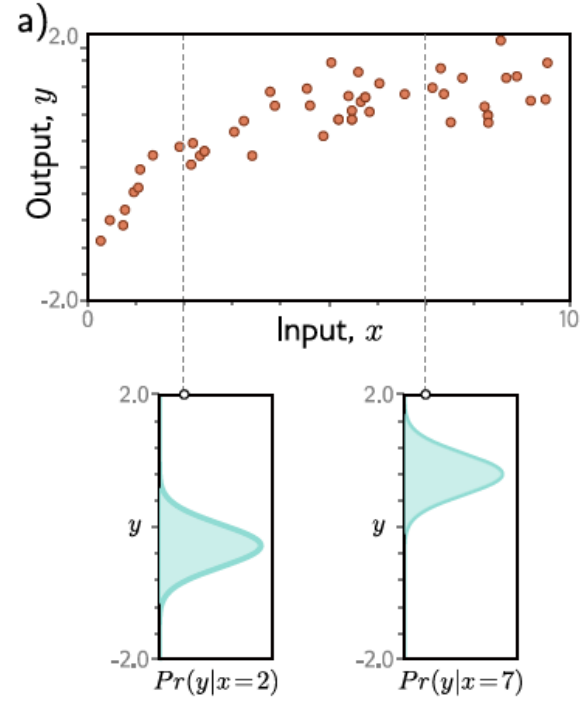 a)
2.0
Output, y
-2.0
0
10
Input, x
2.0
2.0
y
y
-2.0
-2.0
Pr(y|x=2)
Pr(y|x=7)